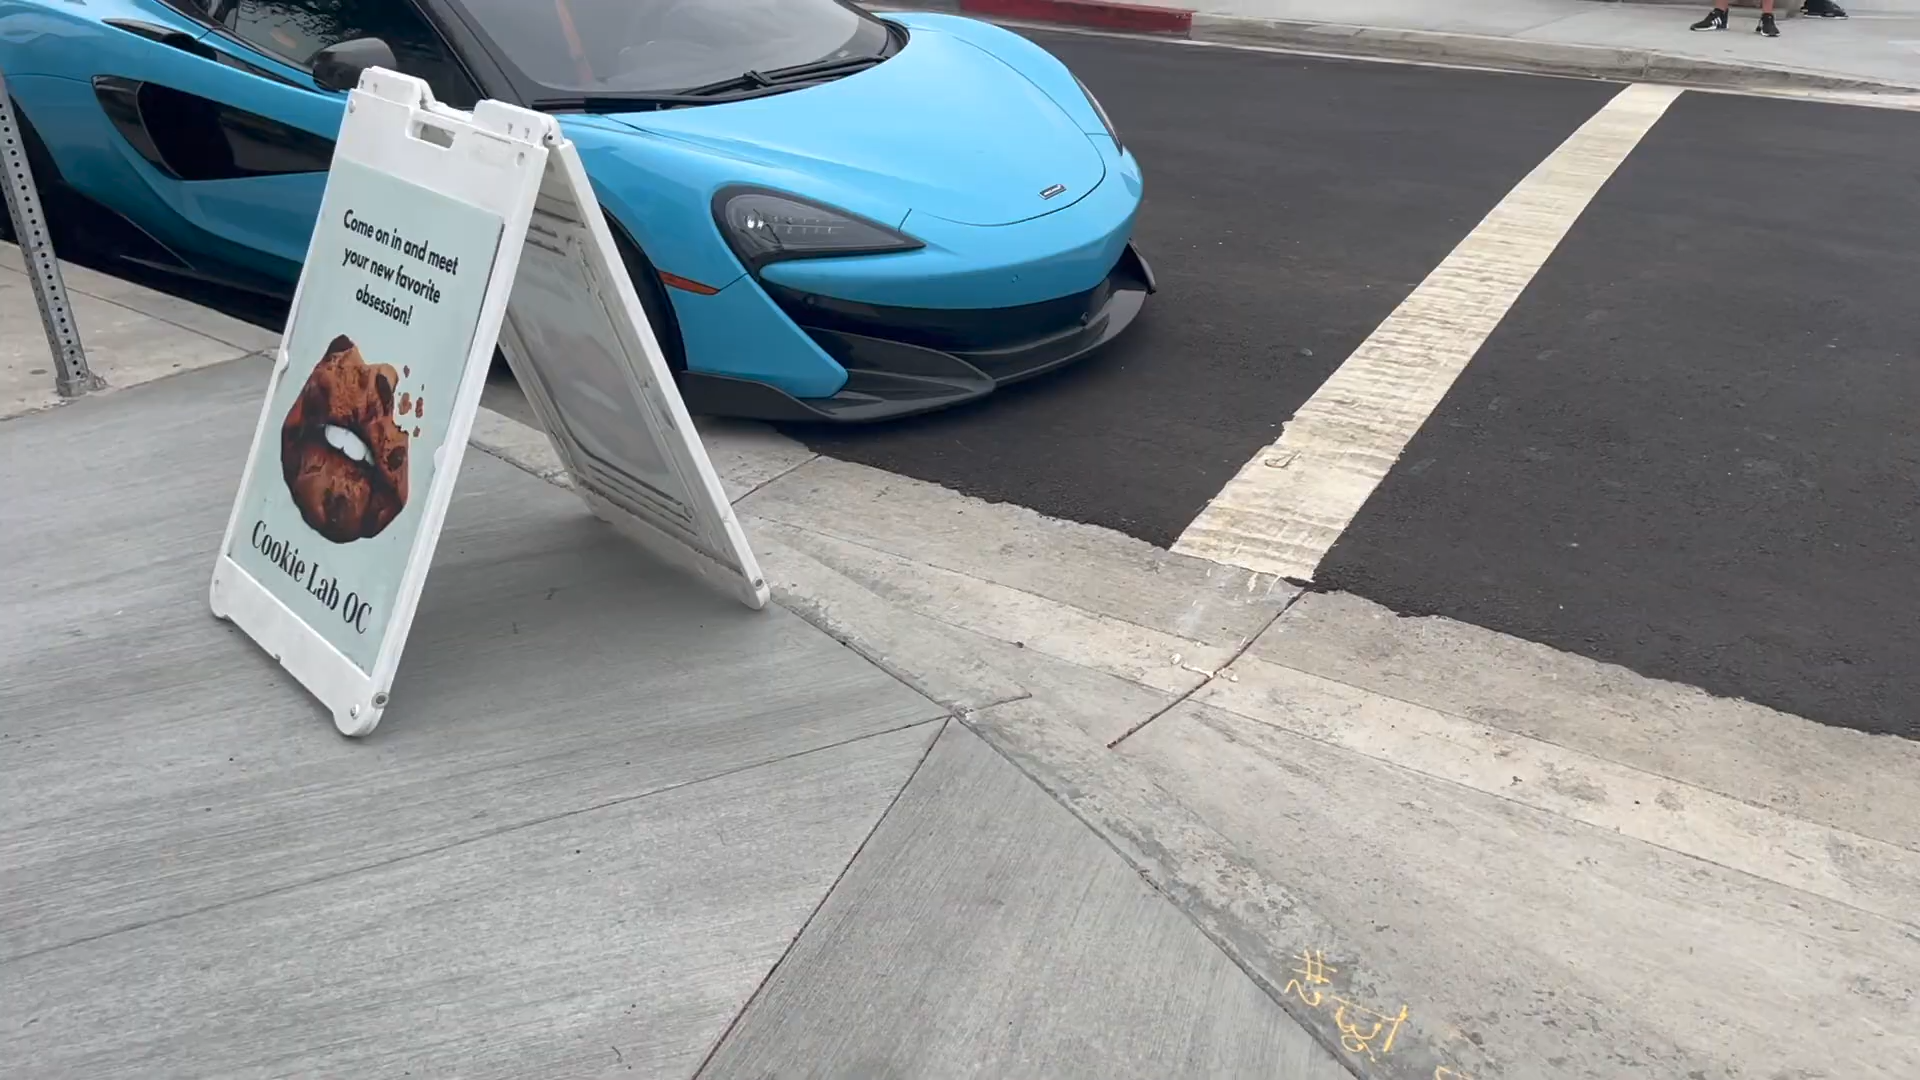 Come on in and meet
your new favorite
obsession!
Cookie Lab OC